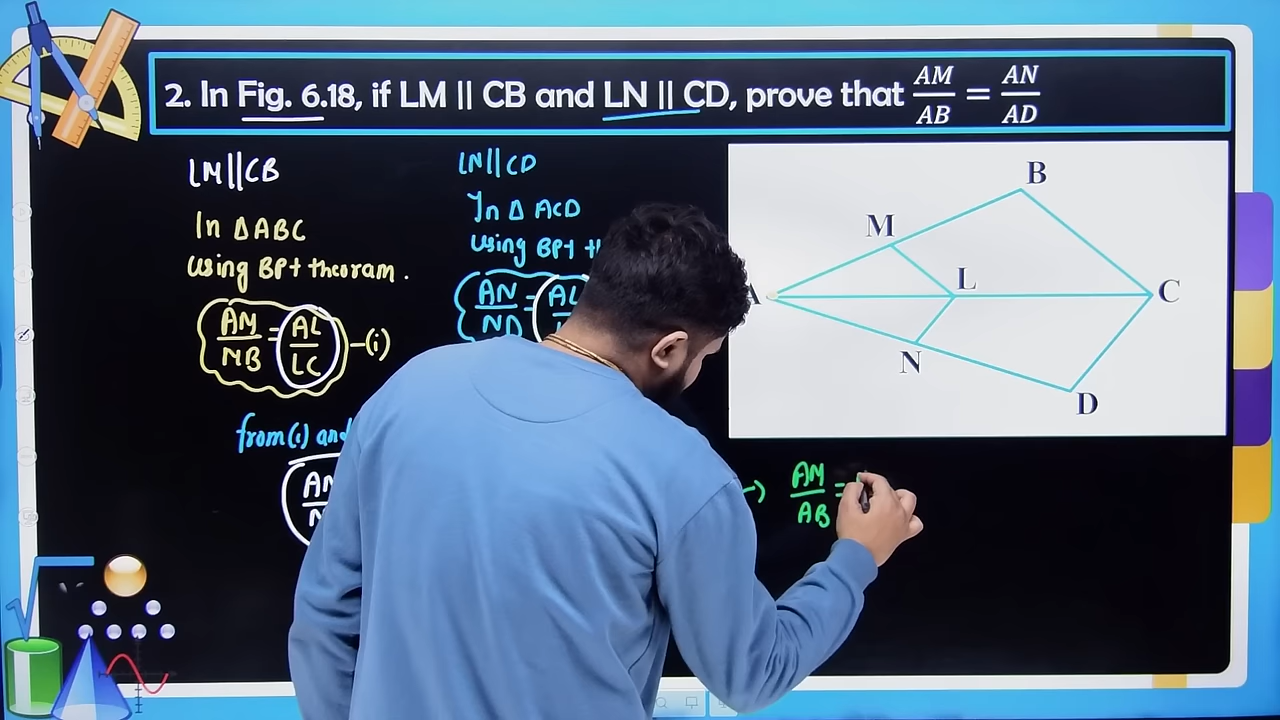 2. In Fig. 6.18, if LM || CB and LN || CD, prove that AM/AB = AN/AD
LM||CB
In ΔABC
Using BPt theoram.
AM/MB = AL/LC -(i)
LN||CD
In Δ ACD
Using BPt
AN/ND = AL
from (i) and
AM/AB =
B
M
L
C
N
D